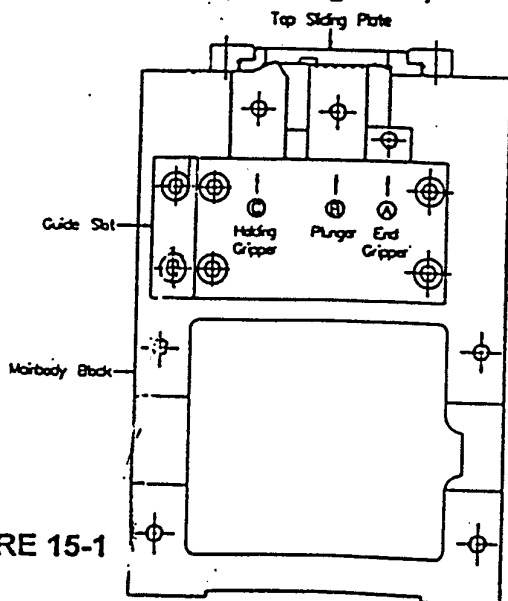 Top Sliding Plate
Guide Slot
C B A
Holding Gripper
Plunger
End Gripper
Mainbody Block
RE 15-1